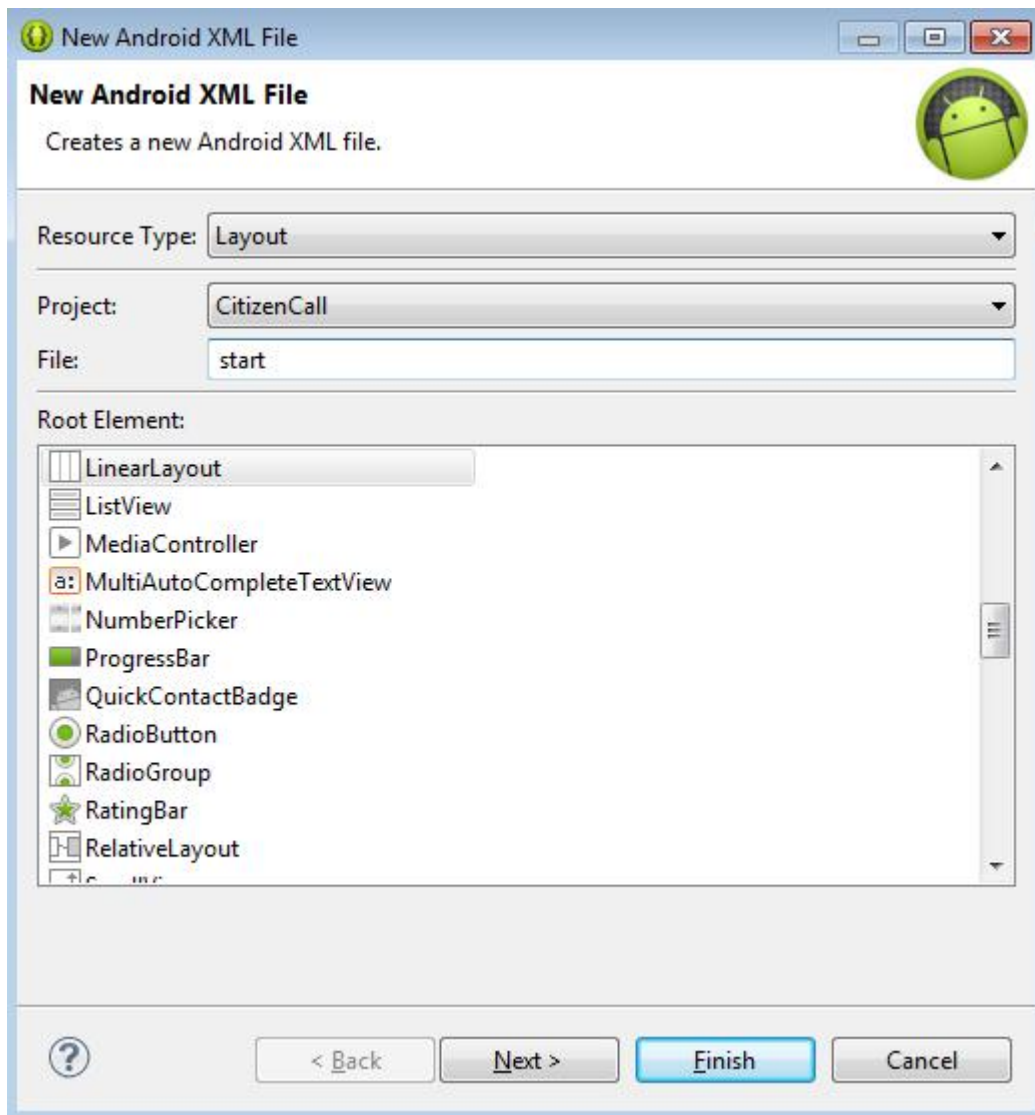 New Android XML File
New Android XML File
Creates a new Android XML file.
Resource Type: Layout
Project: CitizenCall
File: start
Root Element:
LinearLayout
ListView
MediaController
a: MultiAutoCompleteTextView
NumberPicker
ProgressBar
QuickContactBadge
RadioButton
RadioGroup
RatingBar
RelativeLayout
? < Back Next > Finish Cancel